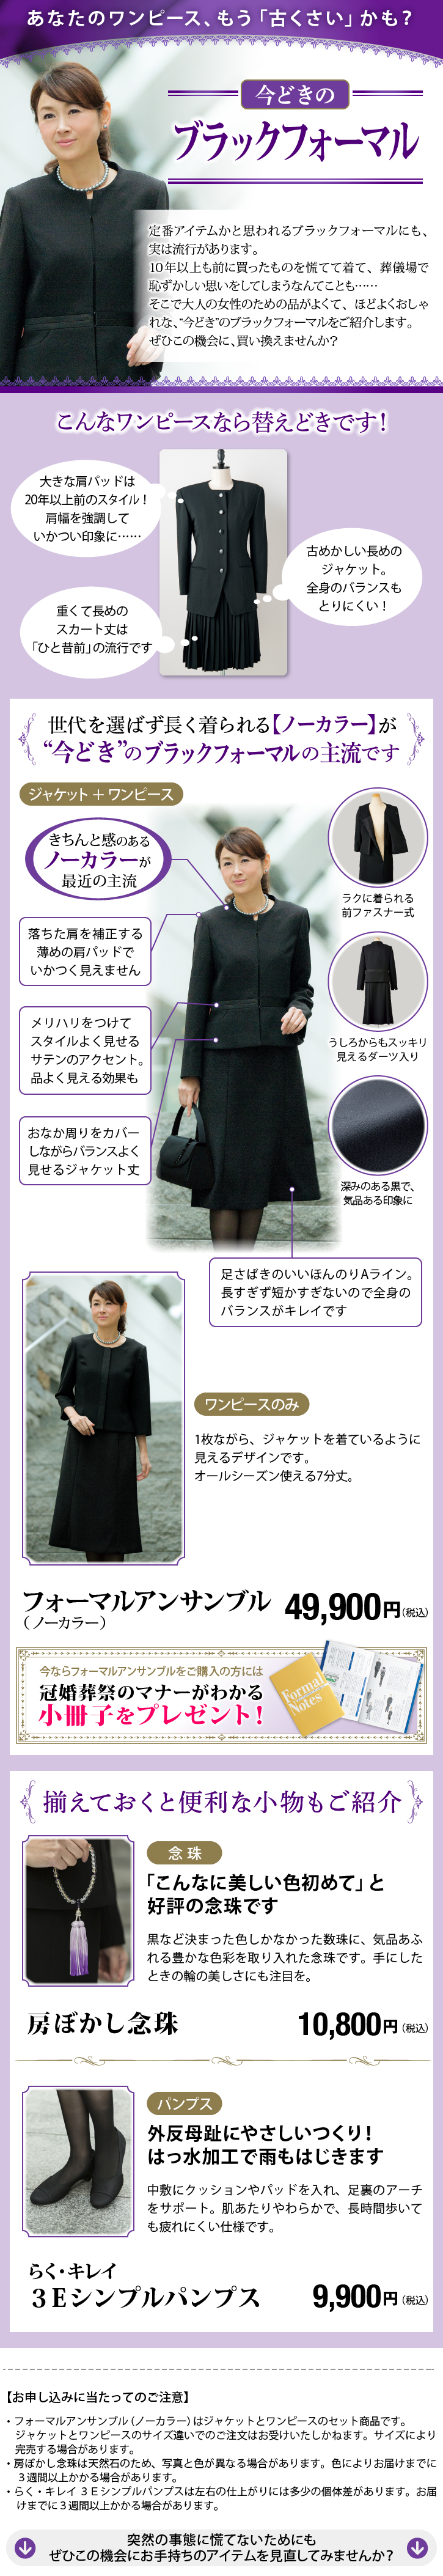 あなたのワンピース、もう「古くさい」かも？
今どきの
ブラックフォーマル
定番アイテムかと思われるブラックフォーマルにも、
実は流行があります。
10年以上も前に買ったものを慌てて着て、葬儀場で
恥ずかしい思いをしてしまうなんてことも……
そこで大人の女性のための品がよくて、ほどよくおしゃ
れな、“今どき”のブラックフォーマルをご紹介します。
ぜひこの機会に、買い換えませんか？
こんなワンピースなら替えどきです！
大きな肩パッドは
20年以上前のスタイル！
肩幅を強調して
いかつい印象に……
古めかしい長めの
ジャケット。
全身のバランスも
とりにくい！
重くて長めの
スカート丈は
「ひと昔前」の流行です
世代を選ばず長く着られる【ノーカラー】が
“今どき”のブラックフォーマルの主流です
ジャケット＋ワンピース
きちんと感のある
ノーカラーが
最近の主流
ラクに着られる
前ファスナー式
落ちた肩を補正する
薄めの肩パッドで
いかつく見えません
うしろからもスッキリ
見えるダーツ入り
メリハリをつけて
スタイルよく見せる
サテンのアクセント。
品よく見える効果も
おなか周りをカバー
しながらバランスよく
見せるジャケット丈
深みのある黒で、
気品ある印象に
足さばきのいいほんのりAライン。
長すぎず短かすぎないので全身の
バランスがキレイです
ワンピースのみ
1枚ながら、ジャケットを着ているように
見えるデザインです。
オールシーズン使える7分丈。
フォーマルアンサンブル
（ノーカラー）
49,900円（税込）
今ならフォーマルアンサンブルをご購入の方には
冠婚葬祭のマナーがわかる
小冊子をプレゼント！
Formal
Notes
揃えておくと便利な小物もご紹介
念珠
「こんなに美しい色初めて」と
好評の念珠です
黒など決まった色しかなかった数珠に、気品あふ
れる豊かな色彩を取り入れた念珠です。手にした
ときの輪の美しさにも注目を。
房ぼかし念珠
10,800円（税込）
パンプス
外反母趾にやさしいつくり！
はっ水加工で雨もはじきます
中敷にクッションやパッドを入れ、足裏のアーチ
をサポート。肌あたりやわらかで、長時間歩いて
も疲れにくい仕様です。
らく・キレイ
３Ｅシンプルパンプス
9,900円（税込）
【お申し込みに当たってのご注意】
・フォーマルアンサンブル（ノーカラー）はジャケットとワンピースのセット商品です。
ジャケットとワンピースのサイズ違いでのご注文はお受けいたしかねます。サイズにより
完売する場合があります。
・房ぼかし念珠は天然石のため、写真と色が異なる場合があります。色によりお届けまでに
３週間以上かかる場合があります。
・らく・キレイ ３Ｅシンプルパンプスは左右の仕上がりには多少の個体差があります。お届
けまでに３週間以上かかる場合があります。
突然の事態に慌てないためにも
ぜひこの機会にお手持ちのアイテムを見直してみませんか？